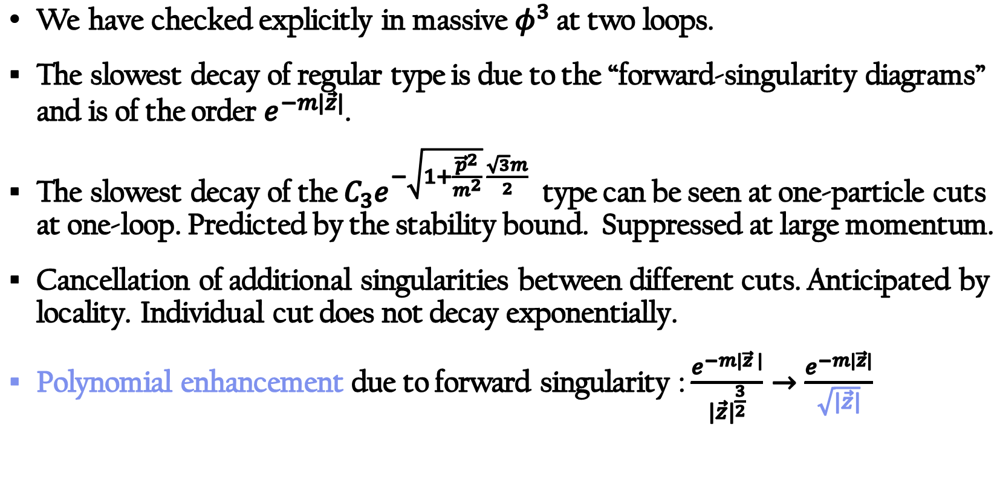 • We have checked explicitly in massive $\phi^3$ at two loops.
▪ The slowest decay of regular type is due to the “forward-singularity diagrams”
and is of the order $e^{-m|\vec{z}|}$.
▪ The slowest decay of the $C_3 e^{-\sqrt{1+\frac{\vec{p}^2}{m^2}}\frac{\sqrt{3}m}{2}}$ type can be seen at one-particle cuts
at one-loop. Predicted by the stability bound. Suppressed at large momentum.
▪ Cancellation of additional singularities between different cuts. Anticipated by
locality. Individual cut does not decay exponentially.
▪ Polynomial enhancement due to forward singularity : $\frac{e^{-m|\vec{z}|}}{|\vec{z}|^{\frac{3}{2}}} \rightarrow \frac{e^{-m|\vec{z}|}}{\sqrt{|\vec{z}|}}$